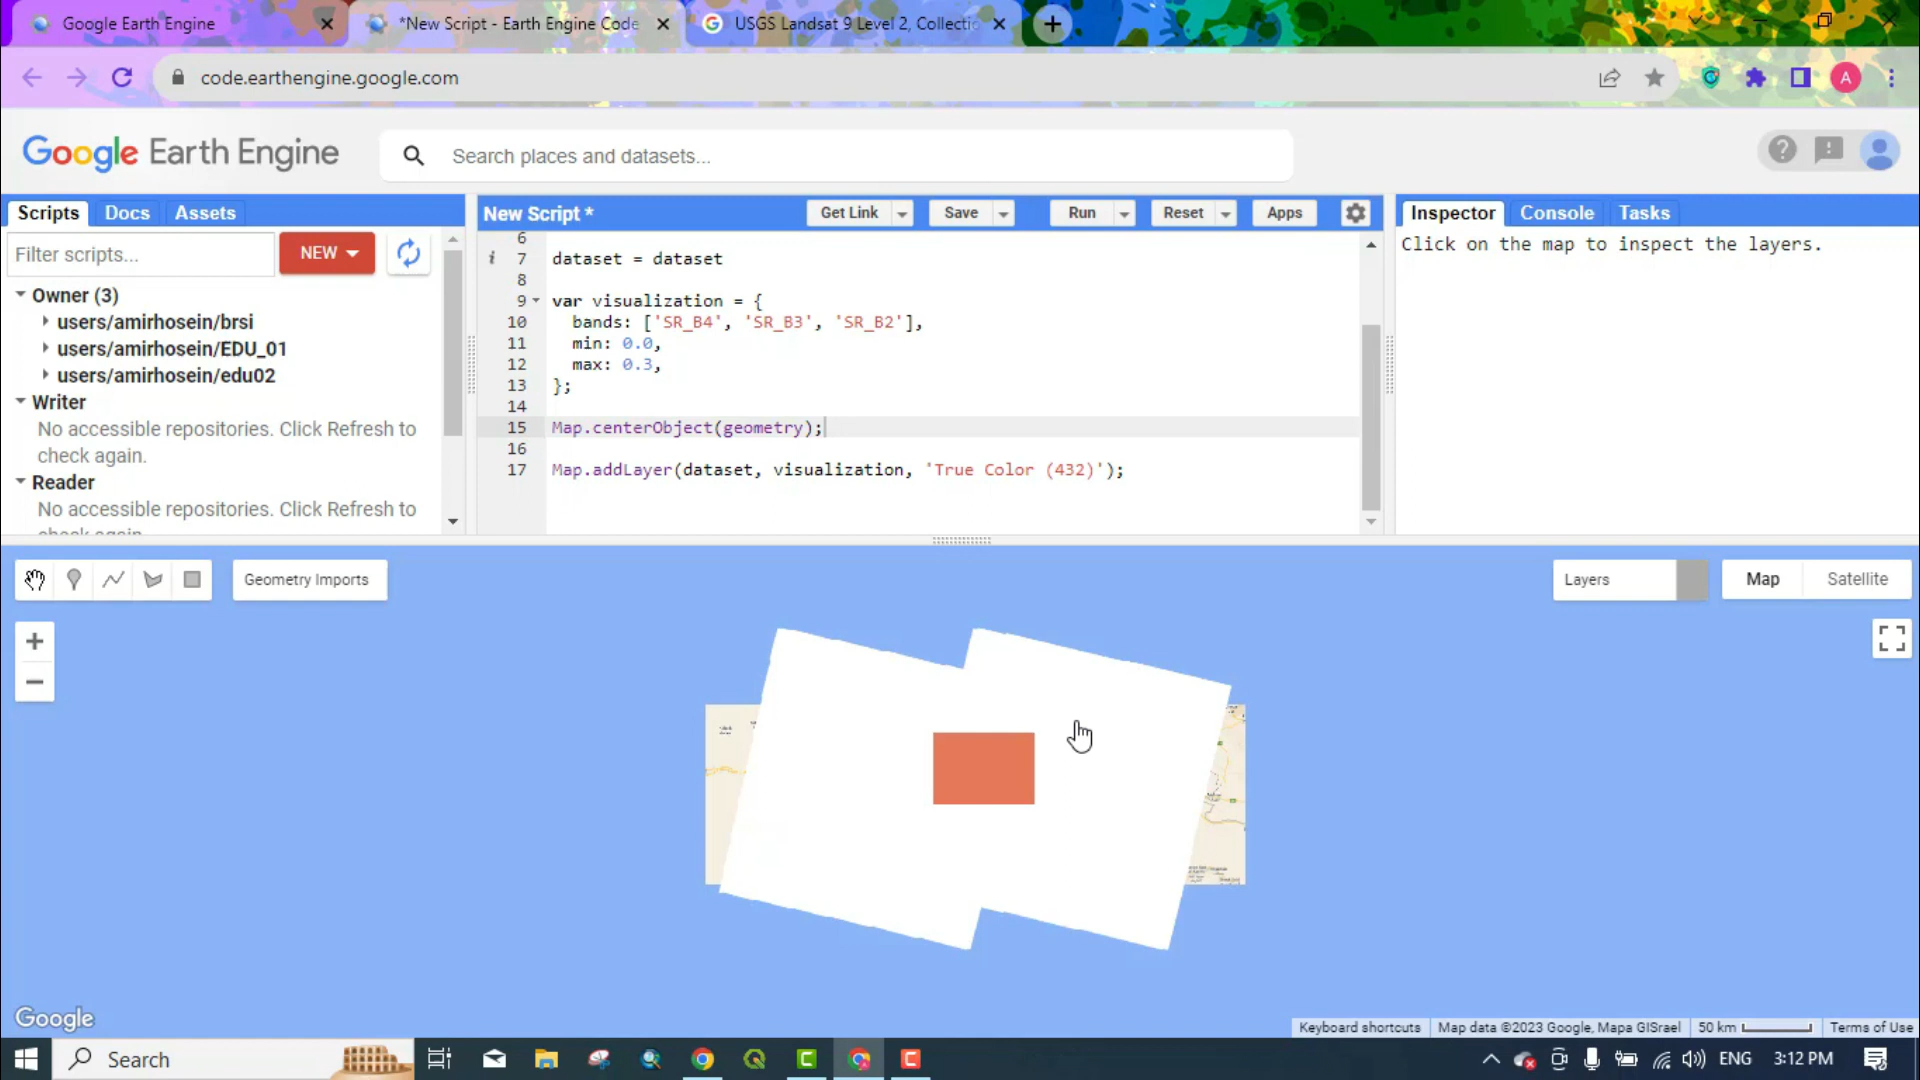 Google Earth Engine
*New Script - Earth Engine Code
USGS Landsat 9 Level 2, Collectio
code.earthengine.google.com
A
Google Earth Engine
Search places and datasets...
Scripts
Docs
Assets
New Script *
Get Link
Save
Run
Reset
Apps
Inspector
Console
Tasks
Filter scripts...
NEW
Click on the map to inspect the layers.
Owner (3)
users/amirhosein/brsi
users/amirhosein/EDU_01
users/amirhosein/edu02
Writer
No accessible repositories. Click Refresh to
check again.
Reader
No accessible repositories. Click Refresh to
check again.
6
i 7 dataset = dataset
8
9 var visualization = {
10 bands: ['SR_B4', 'SR_B3', 'SR_B2'],
11 min: 0.0,
12 max: 0.3,
13 };
14
15 Map.centerObject(geometry);
16
17 Map.addLayer(dataset, visualization, 'True Color (432)');
Geometry Imports
Layers
Map
Satellite
Google
Keyboard shortcuts
Map data ©2023 Google, Mapa GISrael
50 km
Terms of Use
Search
ENG
3:12 PM